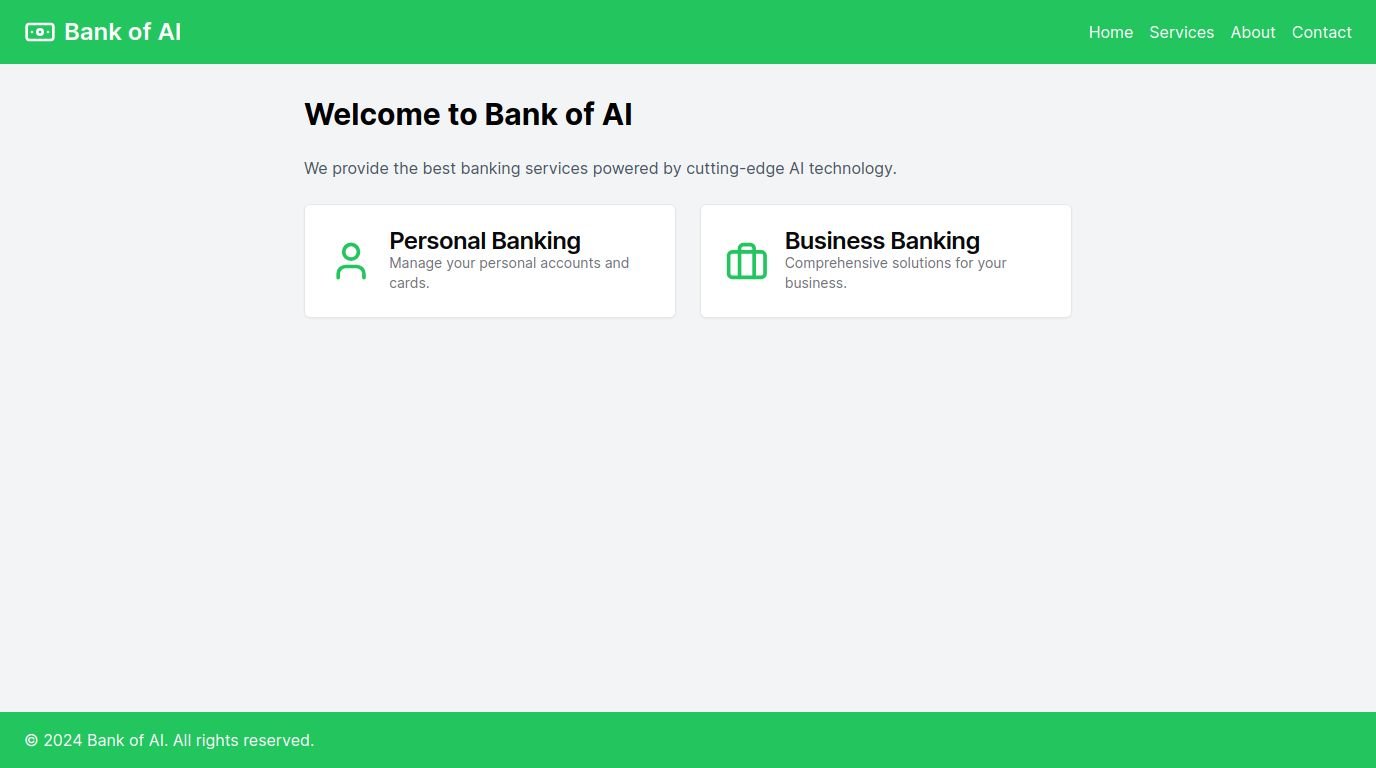 Bank of AI
Home Services About Contact
Welcome to Bank of AI
We provide the best banking services powered by cutting-edge AI technology.
Personal Banking
Manage your personal accounts and
cards.
Business Banking
Comprehensive solutions for your
business.
© 2024 Bank of AI. All rights reserved.